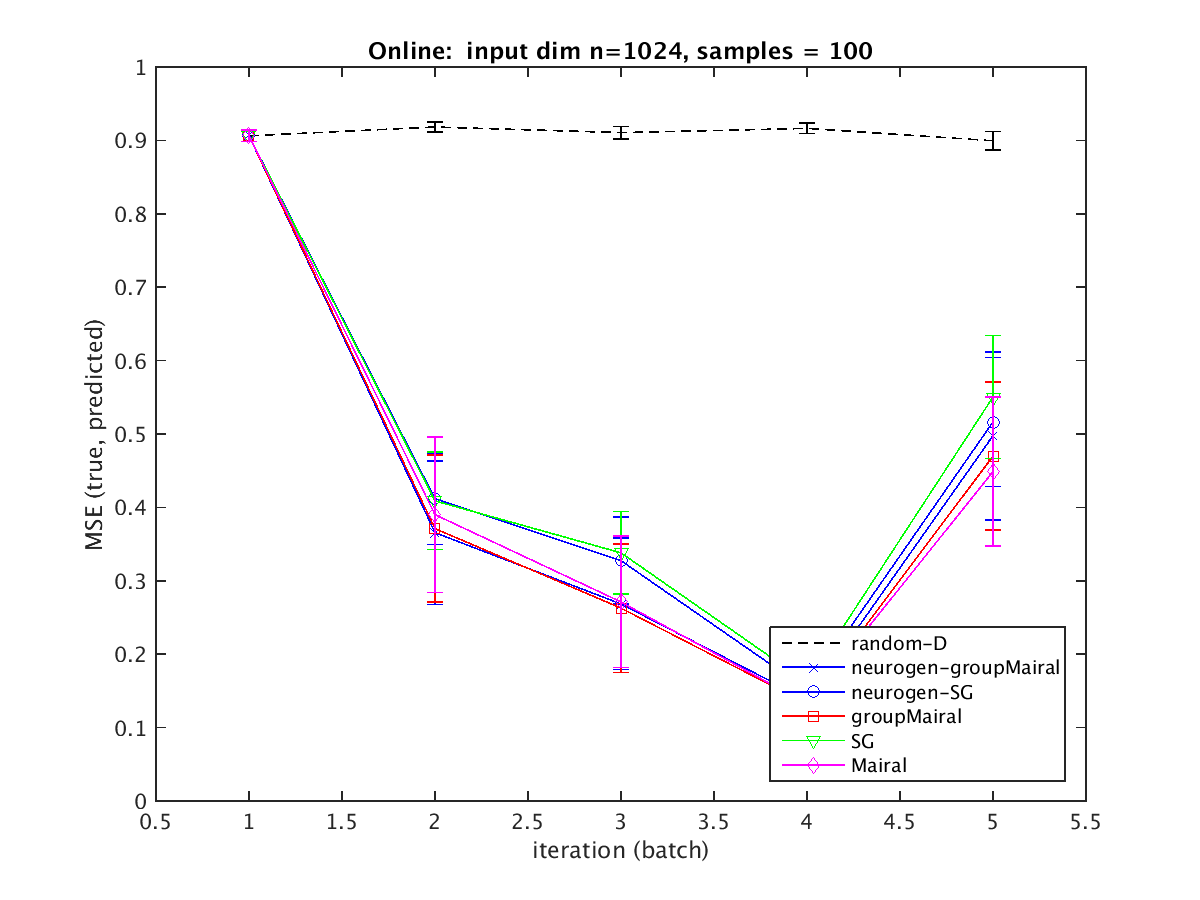 Online:  input dim n=1024, samples = 100
MSE (true, predicted)
1
0.9
0.8
0.7
0.6
0.5
0.4
0.3
0.2
0.1
0
random-D
neurogen-groupMairal
neurogen-SG
groupMairal
SG
Mairal
0.5 1 1.5 2 2.5 3 3.5 4 4.5 5 5.5
iteration (batch)